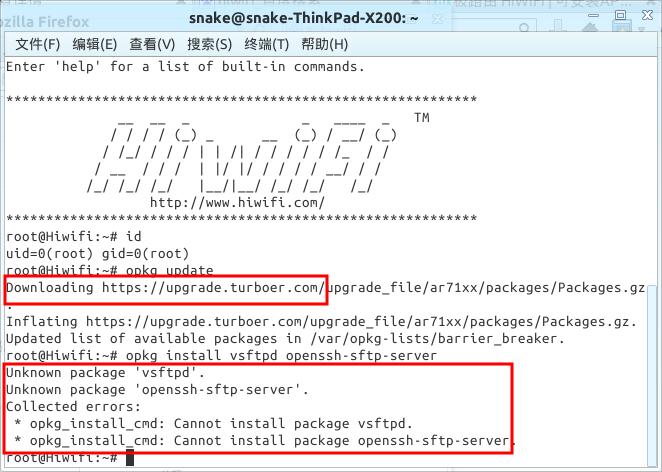 snake@snake-ThinkPad-X200: ~
文件(F) 编辑(E) 查看(V) 搜索(S) 终端(T) 帮助(H)
Enter 'help' for a list of built-in commands.
***********************************************************
HiWiFi TM
http://www.hiwifi.com/
***********************************************************
root@Hiwifi:~# id
uid=0(root) gid=0(root)
root@Hiwifi:~# opkg update
Downloading https://upgrade.turboer.com/upgrade_file/ar71xx/packages/Packages.gz
.
Inflating https://upgrade.turboer.com/upgrade_file/ar71xx/packages/Packages.gz.
Updated list of available packages in /var/opkg-lists/barrier_breaker.
root@Hiwifi:~# opkg install vsftpd openssh-sftp-server
Unknown package 'vsftpd'.
Unknown package 'openssh-sftp-server'.
Collected errors:
 * opkg_install_cmd: Cannot install package vsftpd.
 * opkg_install_cmd: Cannot install package openssh-sftp-server.
root@Hiwifi:~#